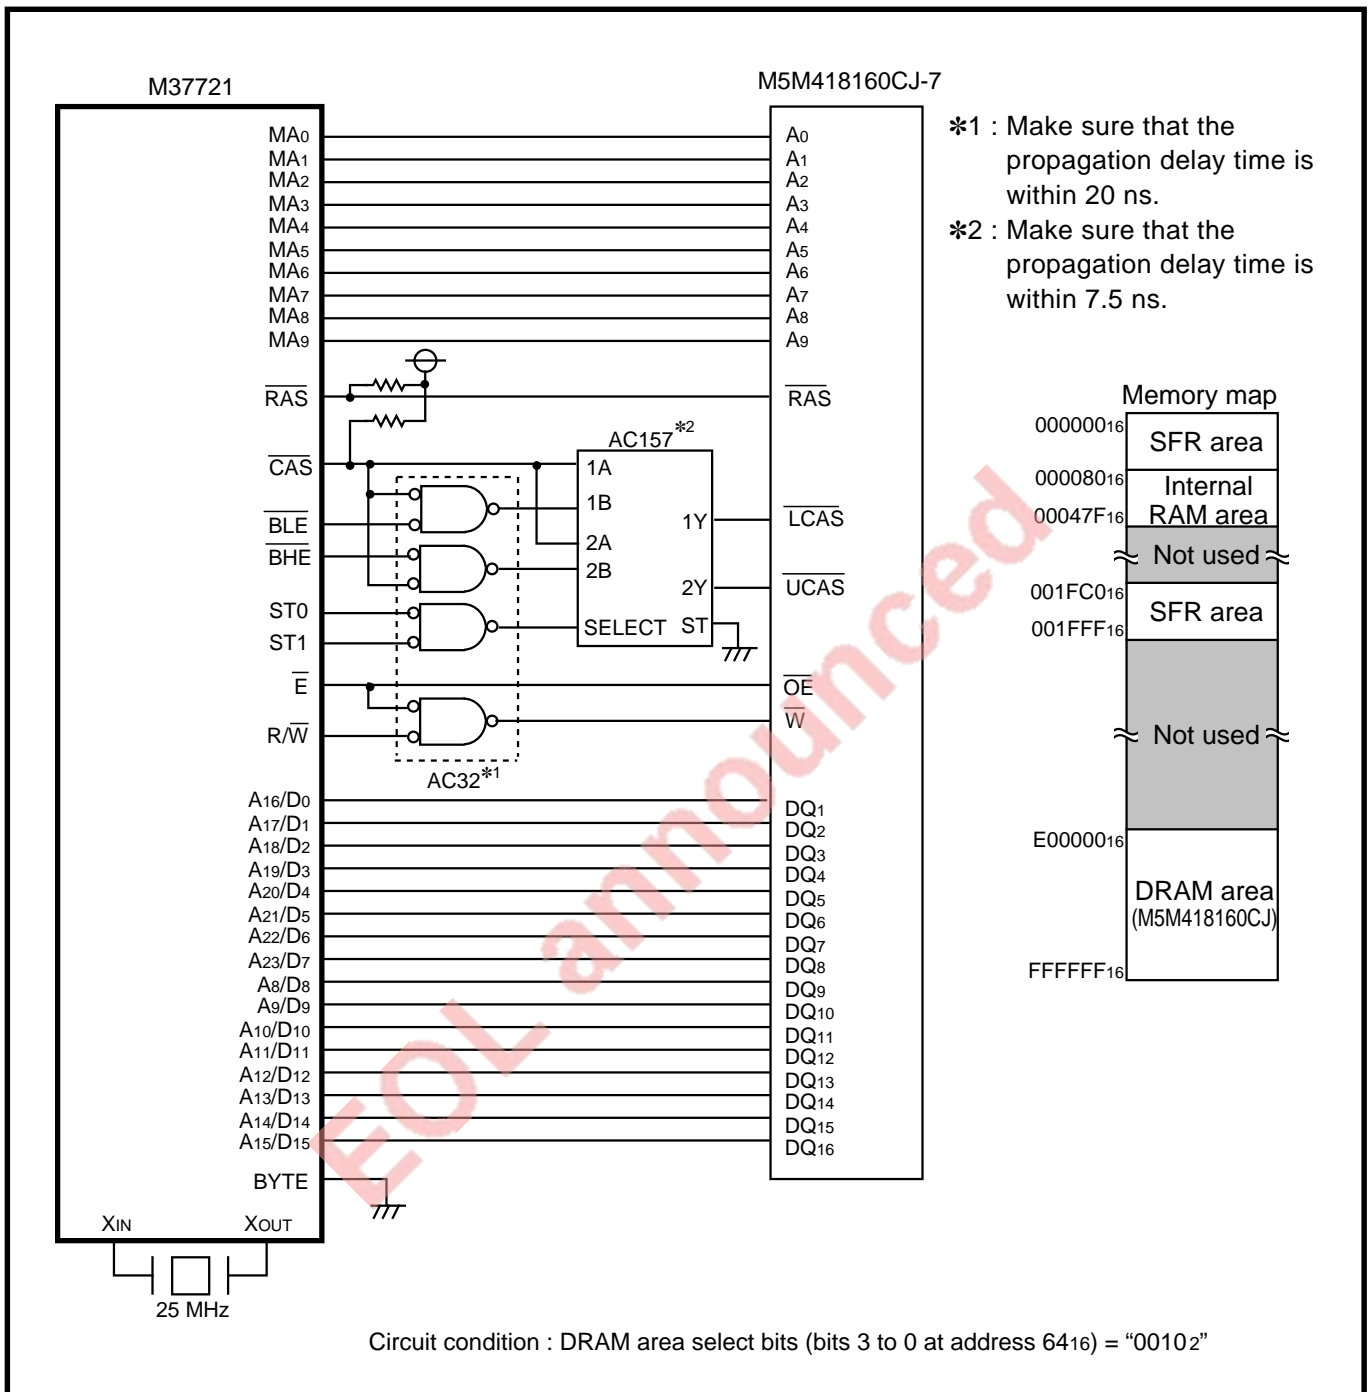 M37721
M5M418160CJ-7
MA0
MA1
MA2
MA3
MA4
MA5
MA6
MA7
MA8
MA9
RAS
CAS
BLE
BHE
ST0
ST1
E
R/W
A16/D0
A17/D1
A18/D2
A19/D3
A20/D4
A21/D5
A22/D6
A23/D7
A8/D8
A9/D9
A10/D10
A11/D11
A12/D12
A13/D13
A14/D14
A15/D15
BYTE
XIN XOUT
25 MHz
AC157✽2
1A
1B
2A
2B
SELECT
1Y
2Y
ST
AC32✽1
A0
A1
A2
A3
A4
A5
A6
A7
A8
A9
RAS
LCAS
UCAS
OE
W
DQ1
DQ2
DQ3
DQ4
DQ5
DQ6
DQ7
DQ8
DQ9
DQ10
DQ11
DQ12
DQ13
DQ14
DQ15
DQ16
✽1 : Make sure that the
propagation delay time is
within 20 ns.
✽2 : Make sure that the
propagation delay time is
within 7.5 ns.
Memory map
00000016
SFR area
00008016
Internal
RAM area
00047F16
Not used
001FC016
SFR area
001FFF16
Not used
E0000016
DRAM area
(M5M418160CJ)
FFFFFF16
EOL announced
Circuit condition : DRAM area select bits (bits 3 to 0 at address 6416) = “00102”